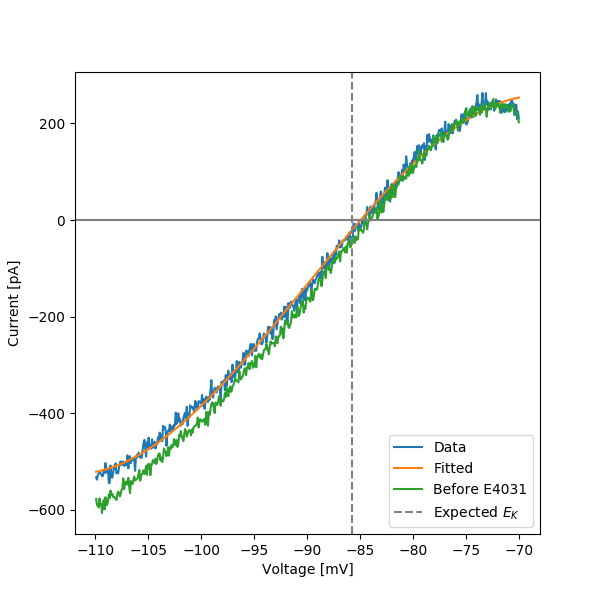 200
0
−200
−400
−600
Current [pA]
Data
Fitted
Before E4031
Expected E_K
−110 −105 −100 −95 −90 −85 −80 −75 −70
Voltage [mV]